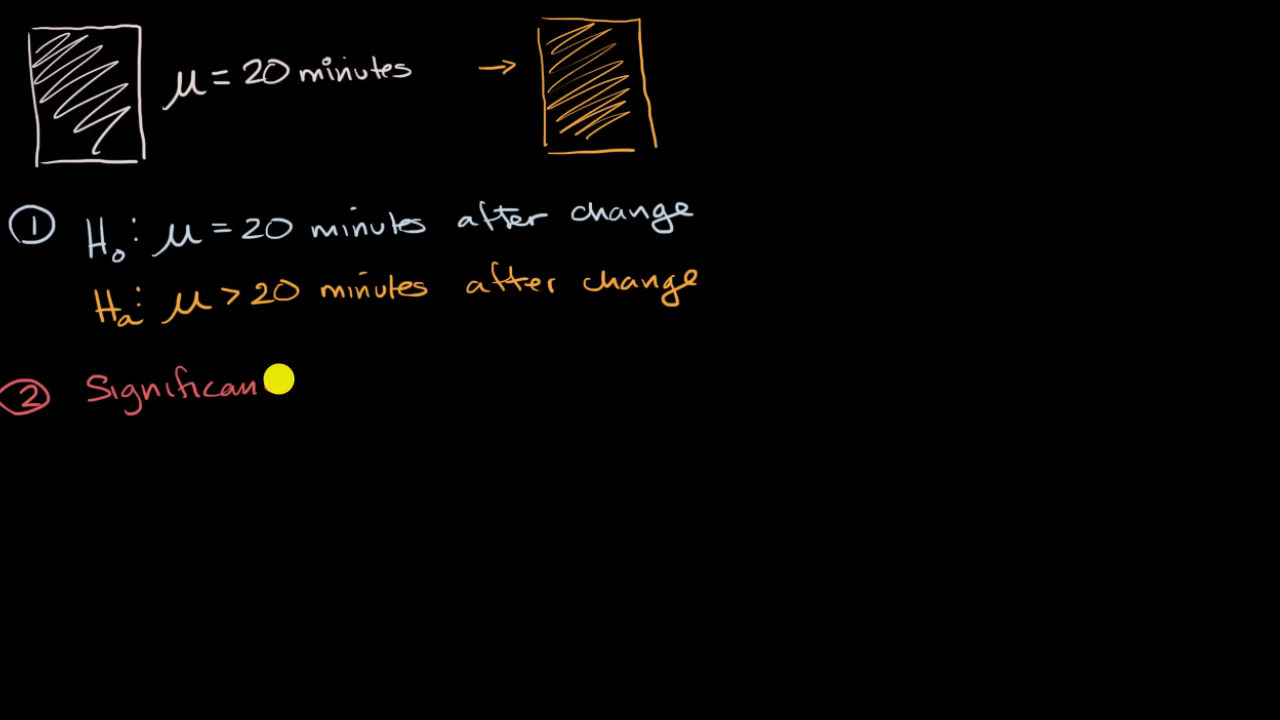 μ = 20 minutes →
① H₀: μ = 20 minutes after change
Hₐ: μ > 20 minutes after change
② Significan